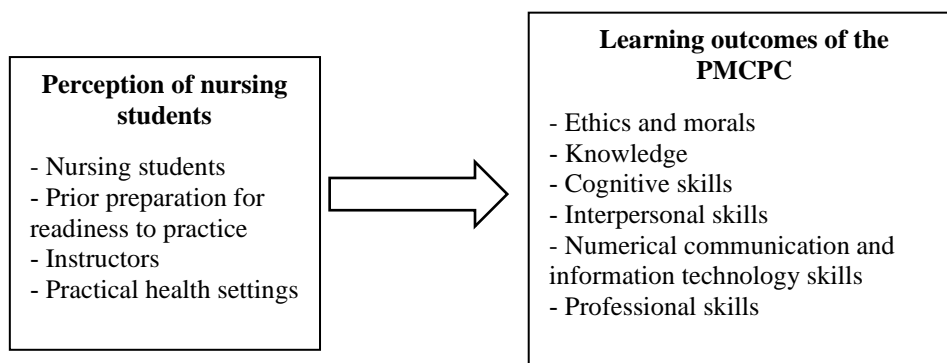 Perception of nursing
students
- Nursing students
- Prior preparation for
readiness to practice
- Instructors
- Practical health settings
Learning outcomes of the
PMCPC
- Ethics and morals
- Knowledge
- Cognitive skills
- Interpersonal skills
- Numerical communication and
information technology skills
- Professional skills